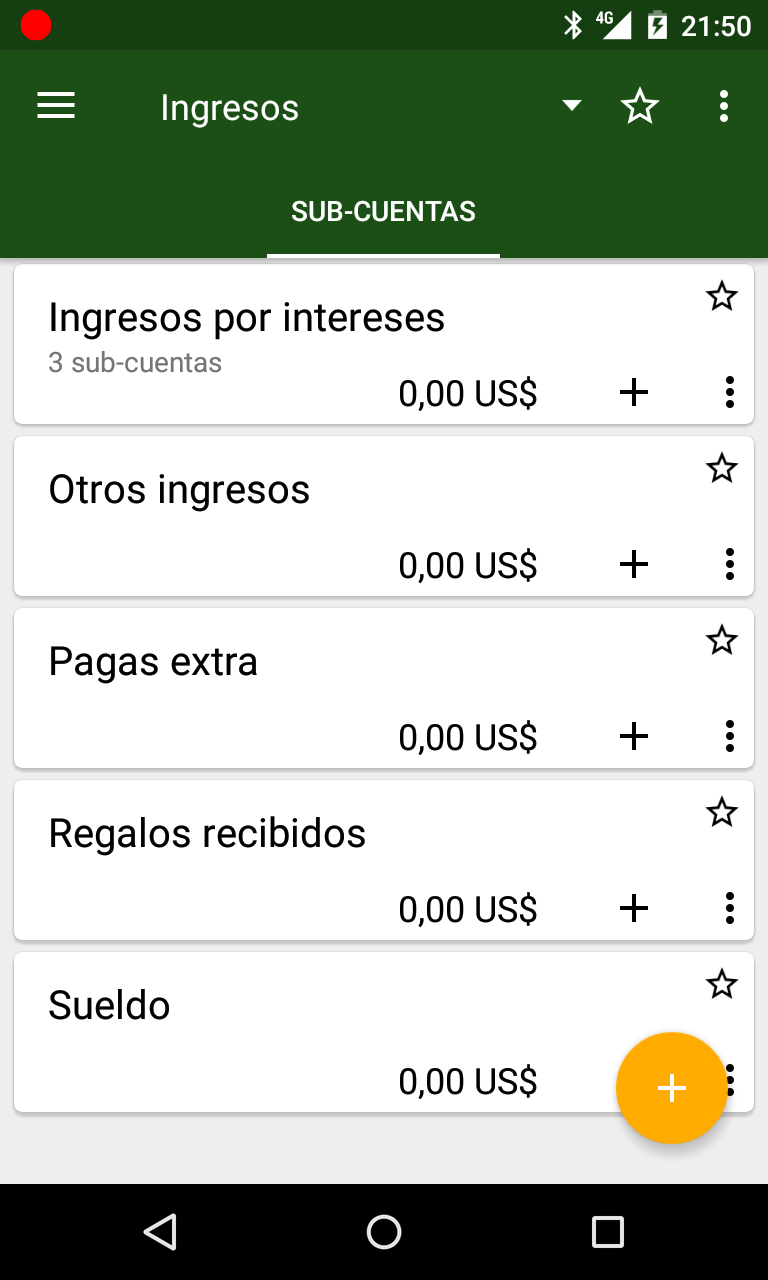 4G 21:50
Ingresos
SUB-CUENTAS
Ingresos por intereses
3 sub-cuentas
0,00 US$
Otros ingresos
0,00 US$
Pagas extra
0,00 US$
Regalos recibidos
0,00 US$
Sueldo
0,00 US$